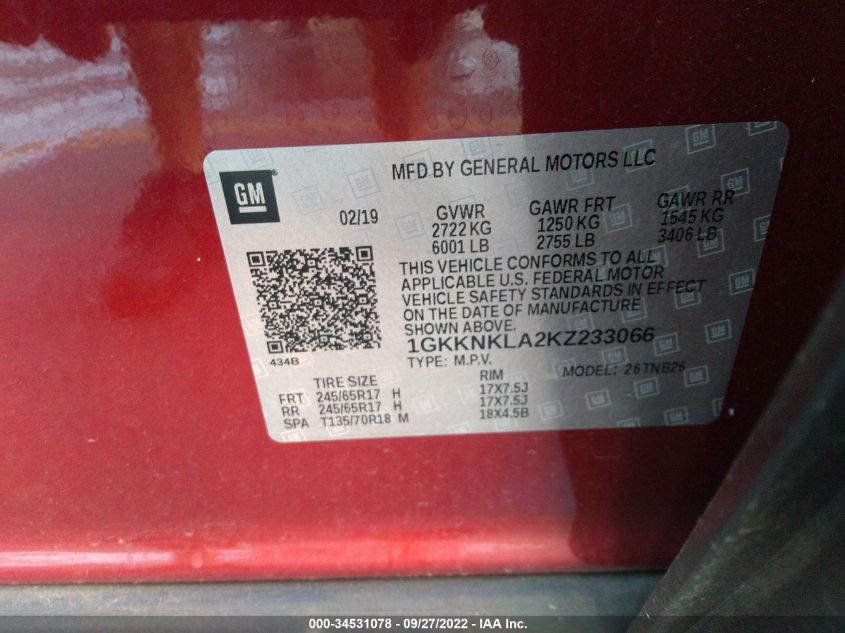 GM
MFD BY GENERAL MOTORS LLC
02/19
GVWR
2722 KG
6001 LB
GAWR FRT
1250 KG
2755 LB
GAWR RR
1545 KG
3406 LB
THIS VEHICLE CONFORMS TO ALL
APPLICABLE U.S. FEDERAL MOTOR
VEHICLE SAFETY STANDARDS IN EFFECT
ON THE DATE OF MANUFACTURE
SHOWN ABOVE.
1GKKNKLA2KZ233066
434B
TYPE: M.P.V.
MODEL: 26TNB26
TIRE SIZE
RIM
FRT 245/65R17 H 17X7.5J
RR 245/65R17 H 17X7.5J
SPA T135/70R18 M 18X4.5B
000-34531078 - 09/27/2022 - IAA Inc.